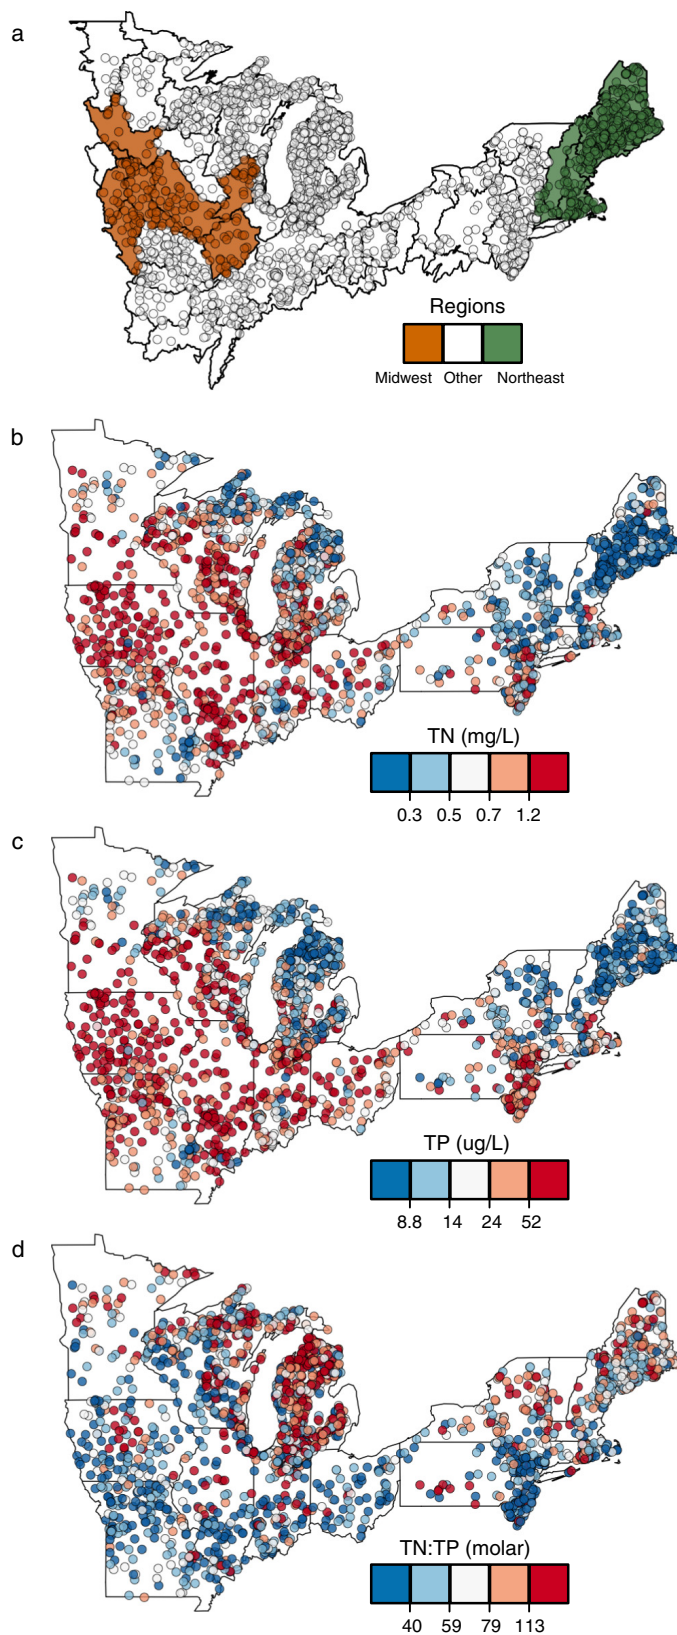 a
Regions
Midwest Other Northeast
b
TN (mg/L)
0.3 0.5 0.7 1.2
c
TP (ug/L)
8.8 14 24 52
d
TN:TP (molar)
40 59 79 113